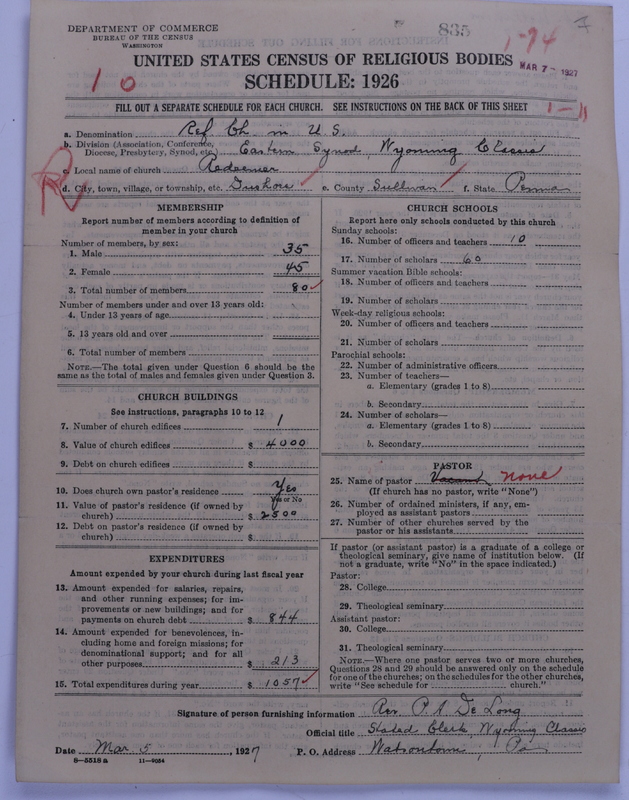 DEPARTMENT OF COMMERCE
BUREAU OF THE CENSUS
WASHINGTON
835
1-94
MAR 7 - 1927
UNITED STATES CENSUS OF RELIGIOUS BODIES
SCHEDULE: 1926
1 0
FILL OUT A SEPARATE SCHEDULE FOR EACH CHURCH. SEE INSTRUCTIONS ON THE BACK OF THIS SHEET
1-11
a. Denomination Ref Ch. in U.S.
b. Division (Association, Conference, Diocese, Presbytery, Synod, etc.) Eastern Synod, Wyoming Classis
c. Local name of church Redeemer
R
d. City, town, village, or township, etc. Dushore e. County Sullivan f. State Penna
MEMBERSHIP
Report number of members according to definition of member in your church
Number of members, by sex:
1. Male 35
2. Female 45
3. Total number of members 80
Number of members under and over 13 years old:
4. Under 13 years of age
5. 13 years old and over
6. Total number of members
NOTE.—The total given under Question 6 should be same as the total of males and females given under Question 3.
CHURCH BUILDINGS
See instructions, paragraphs 10 to 12
7. Number of church edifices 1
8. Value of church edifices $ 4000
9. Debt on church edifices $
10. Does church own pastor's residence Yes
Yes or No
11. Value of pastor's residence (if owned by church) $ 2500
12. Debt on pastor's residence (if owned by church) $
EXPENDITURES
Amount expended by your church during last fiscal year
13. Amount expended for salaries, repairs, and other running expenses; for improvements or new buildings; and for payments on church debt $ 844
14. Amount expended for benevolences, including home and foreign missions; for denominational support; and for all other purposes $ 213
15. Total expenditures during year $ 1057
CHURCH SCHOOLS
Report here only schools conducted by this church
Sunday schools:
16. Number of officers and teachers 10
17. Number of scholars 60
Summer vacation Bible schools:
18. Number of officers and teachers
19. Number of scholars
Week-day religious schools:
20. Number of officers and teachers
21. Number of scholars
Parochial schools:
22. Number of administrative officers
23. Number of teachers—
a. Elementary (grades 1 to 8)
b. Secondary
24. Number of scholars—
a. Elementary (grades 1 to 8)
b. Secondary
PASTOR
25. Name of pastor Vacant none
(If church has no pastor, write "None")
26. Number of ordained ministers, if any, employed as assistant pastors
27. Number of other churches served by the pastor or his assistants
If pastor (or assistant pastor) is a graduate of a college or theological seminary, give name of institution below. (If not a graduate, write "No" in the space indicated.)
Pastor:
28. College
29. Theological seminary
Assistant pastor:
30. College
31. Theological seminary
NOTE.—Where one pastor serves two or more churches, Questions 28 and 29 should be answered only on the schedule for one of the churches; on the schedules for the other churches, write "See schedule for church."
Signature of person furnishing information Rev. P. A. De Long
Official title Stated Clerk, Wyoming Classis
Date Mar 5, 1927 P. O. Address Watsontown, Pa
8—5518 a 11—9054